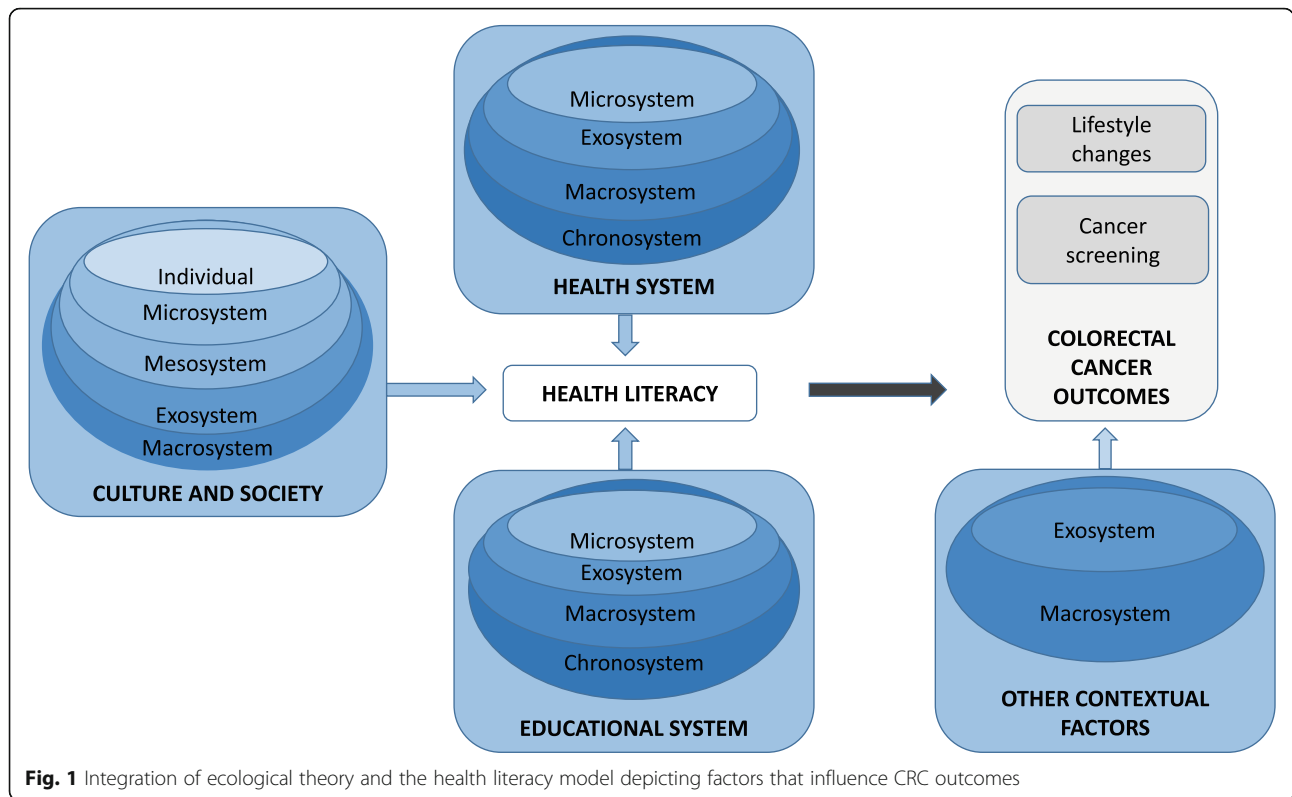 Individual
Microsystem
Mesosystem
Exosystem
Macrosystem
CULTURE AND SOCIETY
Microsystem
Exosystem
Macrosystem
Chronosystem
HEALTH SYSTEM
HEALTH LITERACY
Microsystem
Exosystem
Macrosystem
Chronosystem
EDUCATIONAL SYSTEM
Lifestyle
changes
Cancer
screening
COLORECTAL
CANCER
OUTCOMES
Exosystem
Macrosystem
OTHER CONTEXTUAL
FACTORS
Fig. 1 Integration of ecological theory and the health literacy model depicting factors that influence CRC outcomes